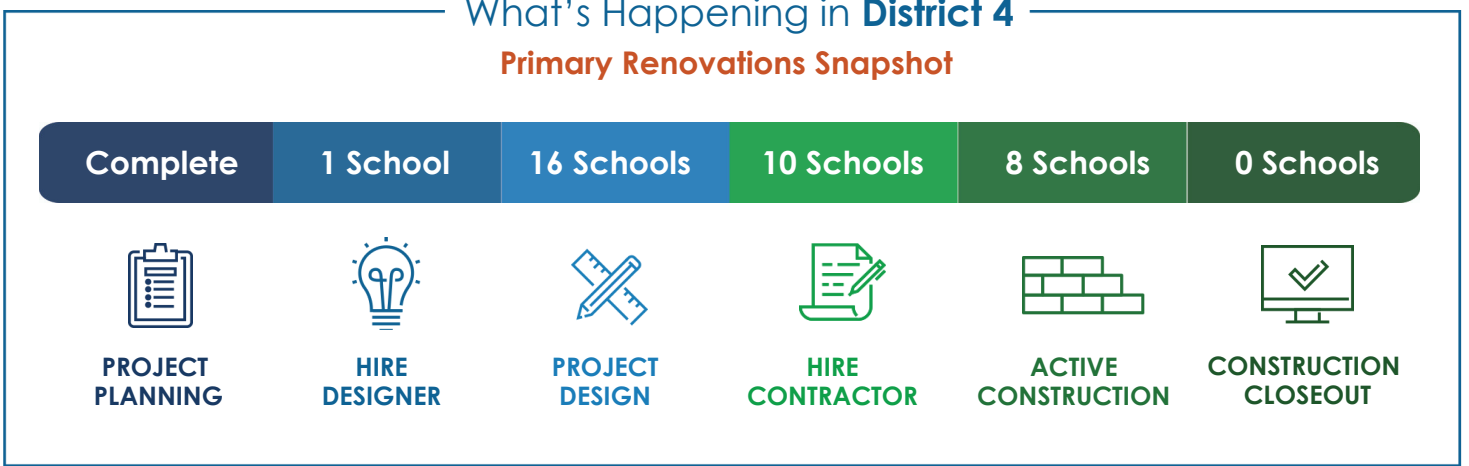 What's Happening in District 4
Primary Renovations Snapshot
Complete
1 School
16 Schools
10 Schools
8 Schools
0 Schools
PROJECT
PLANNING
HIRE
DESIGNER
PROJECT
DESIGN
HIRE
CONTRACTOR
ACTIVE
CONSTRUCTION
CONSTRUCTION
CLOSEOUT